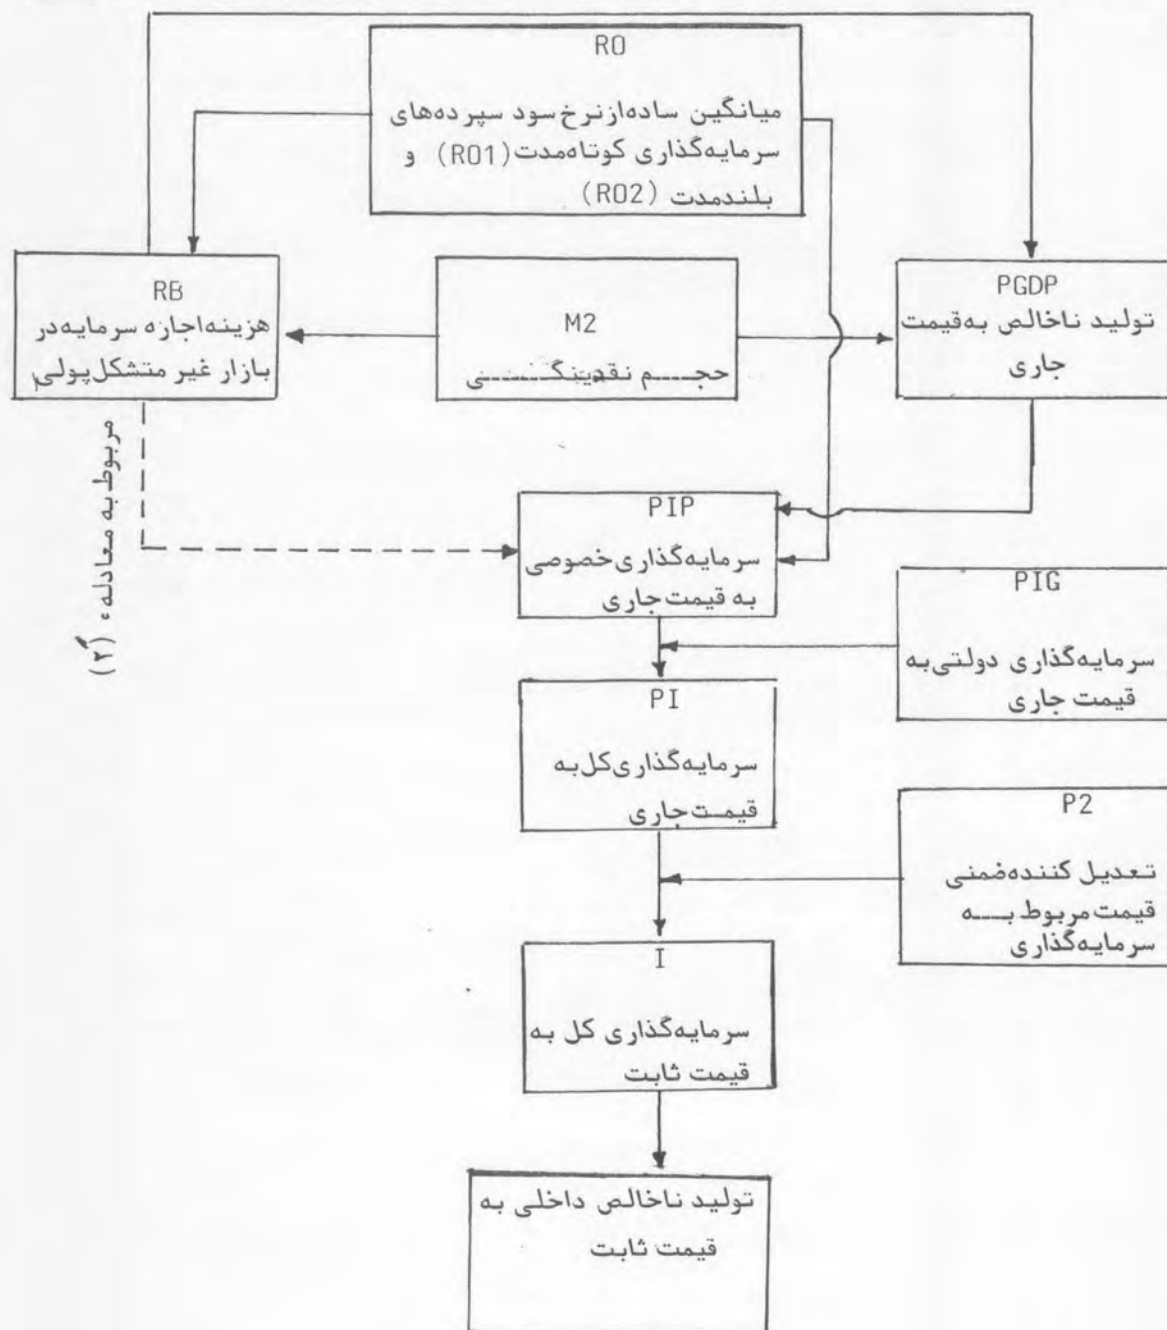 RO
میانگین ساده از نرخ سود سپرده‌های
سرمایه‌گذاری کوتاه‌مدت (RO1) و
بلندمدت (RO2)
PGDP
تولید ناخالص به قیمت
جاری
M2
حجم نقدینگی
RB
هزینه اجاره سرمایه در
بازار غیر متشکل پولی
مربوط به معادله
PIP
سرمایه‌گذاری خصوصی
به قیمت جاری
PIG
سرمایه‌گذاری دولتی به
قیمت جاری
PI
سرمایه‌گذاری کل به
قیمت جاری
P2
تعدیل کننده ضمنی
قیمت مربوط به
سرمایه‌گذاری
I
سرمایه‌گذاری کل به
قیمت ثابت
تولید ناخالص داخلی به
قیمت ثابت